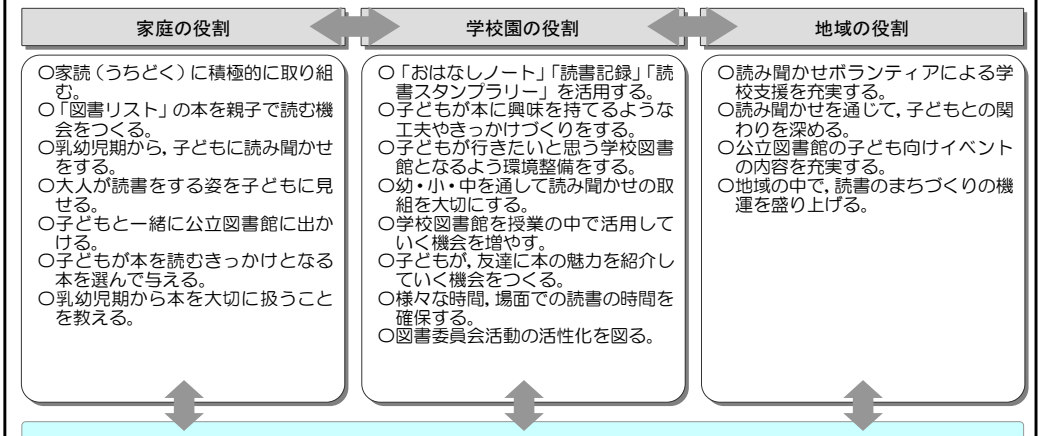 家庭の役割
〇家読（うちどく）に積極的に取り組
む。
〇「図書リスト」の本を親子で読む機
会をつくる。
〇乳幼児期から，子どもに読み聞かせ
をする。
〇大人が読書をする姿を子どもに見
せる。
〇子どもと一緒に公立図書館に出か
ける。
〇子どもが本を読むきっかけとなる
本を選んで与える。
〇乳幼児期から本を大切に扱うこと
を教える。
学校園の役割
〇「おはなしノート」「読書記録」「読
書スタンプラリー」を活用する。
〇子どもが本に興味を持てるような
工夫やきっかけづくりをする。
〇子どもが行きたいと思う学校図書
館となるよう環境整備をする。
〇幼・小・中を通して読み聞かせの取
組を大切にする。
〇学校図書館を授業の中で活用して
いく機会を増やす。
〇子どもが，友達に本の魅力を紹介し
ていく機会をつくる。
〇様々な時間，場面での読書の時間を
確保する。
〇図書委員会活動の活性化を図る。
地域の役割
〇読み聞かせボランティアによる学
校支援を充実する。
〇読み聞かせを通じて，子どもとの関
わりを深める。
〇公立図書館の子ども向けイベント
の内容を充実する。
〇地域の中で，読書のまちづくりの機
運を盛り上げる。